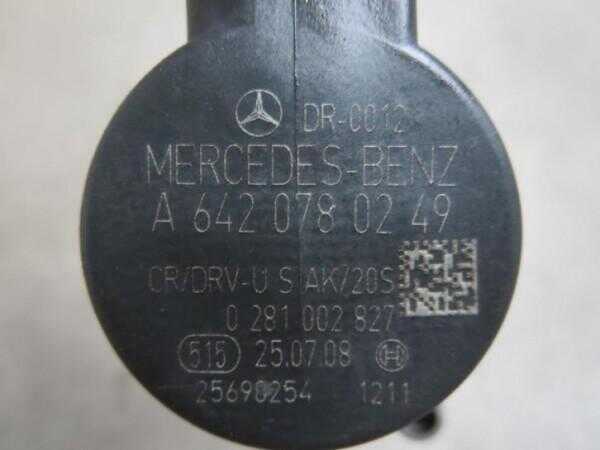 DR-0012
MERCEDES-BENZ
A 642 078 02 49
CR/DRV-U S AK/20S
0 281 002 827
515 25.07.08
25690254 1211